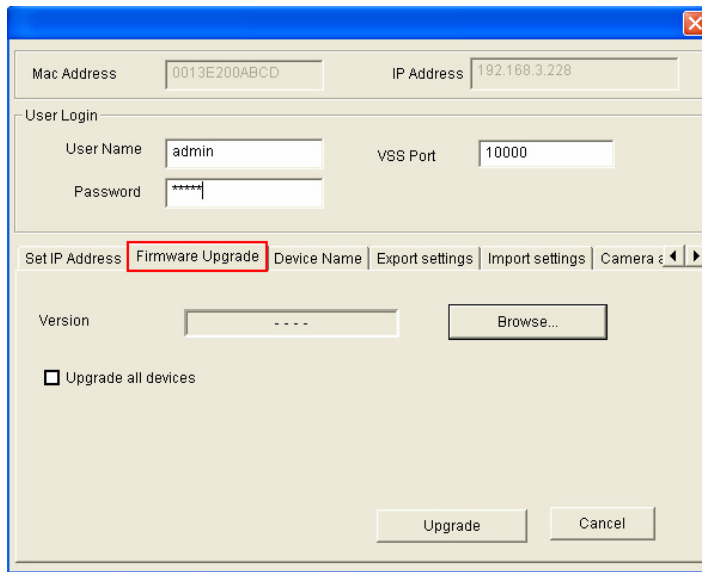 Mac Address 0013E200ABCD IP Address 192.168.3.228
User Login
User Name admin VSS Port 10000
Password *****
Set IP Address Firmware Upgrade Device Name Export settings Import settings Camera
Version ---- Browse...
Upgrade all devices
Upgrade Cancel